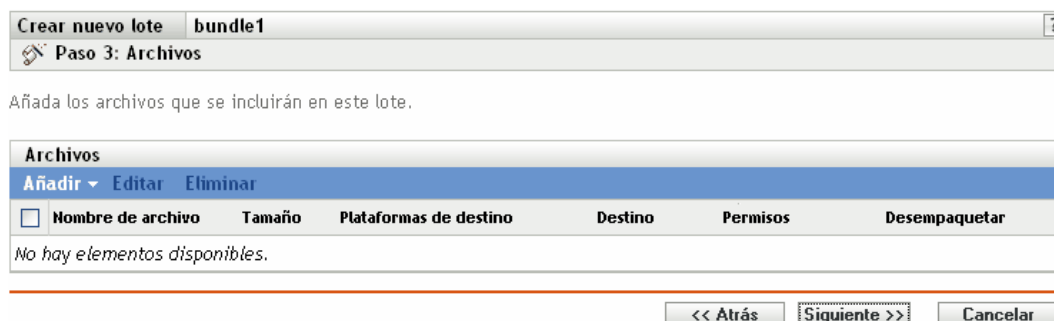 Crear nuevo lote bundle1
Paso 3: Archivos
Añada los archivos que se incluirán en este lote.
Archivos
Añadir Editar Eliminar
Nombre de archivo Tamaño Plataformas de destino Destino Permisos Desempaquetar
No hay elementos disponibles.
<< Atrás Siguiente >> Cancelar